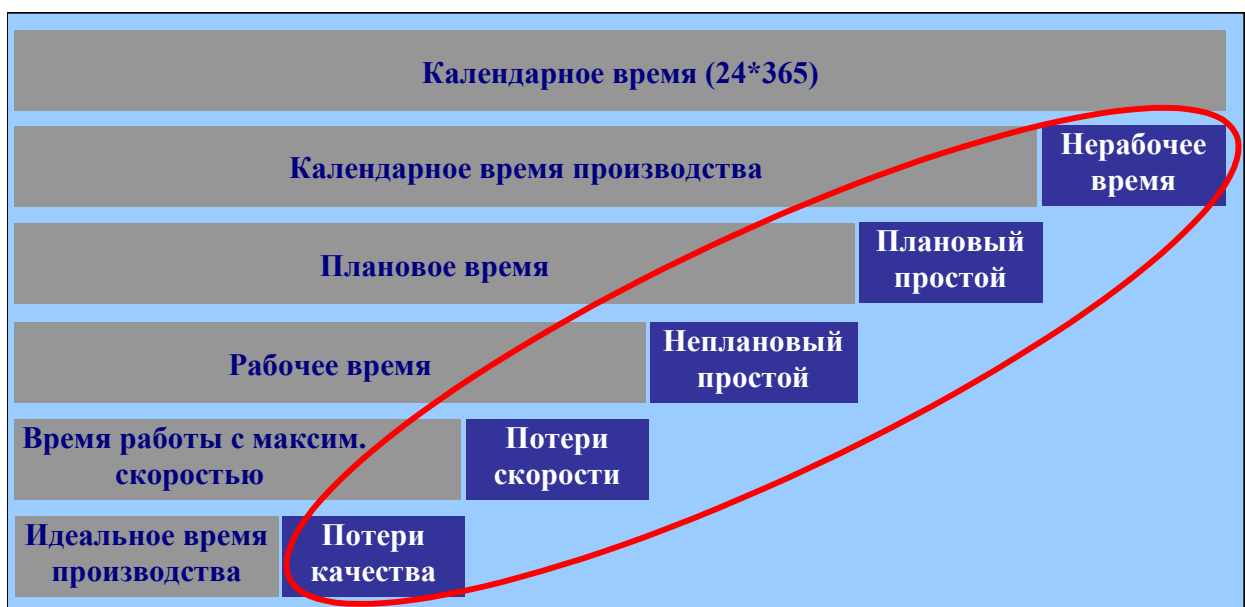 Календарное время (24*365)
Календарное время производства
Нерабочее
время
Плановое время
Плановый
простой
Рабочее время
Неплановый
простой
Время работы с максим.
скоростью
Потери
скорости
Идеальное время
производства
Потери
качества